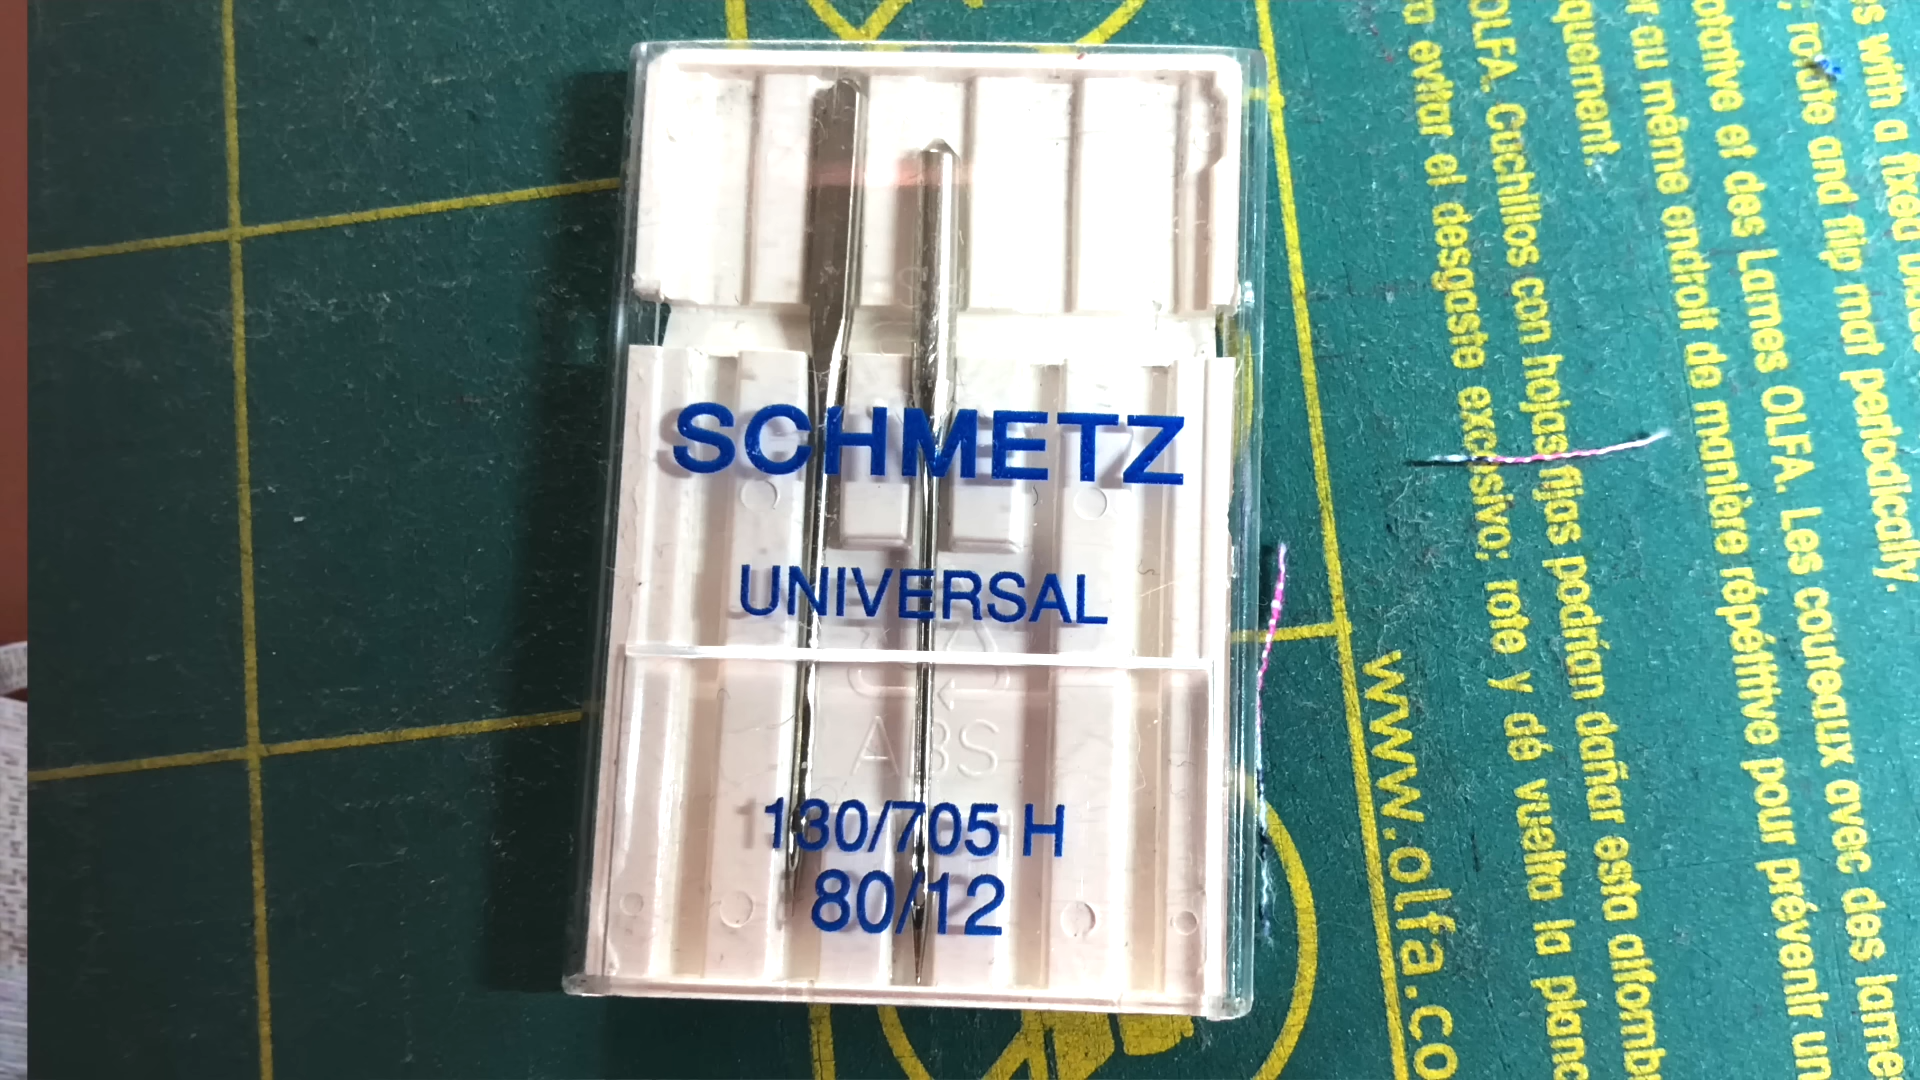 SCHMETZ
UNIVERSAL
ABS
130/705 H
80/12
www.olfa.co
es with a fixed
, rotate and flip mat periodically.
otative et des Lames OLFA. Les couteaux avec des lame
r au même endroit de manière répétitive pour prévenir un
quement.
OLFA. Cuchillos con hojas fijas podrían dañar esta alfomb
evitar el desgaste excesivo; rote y dé vuelta la planc